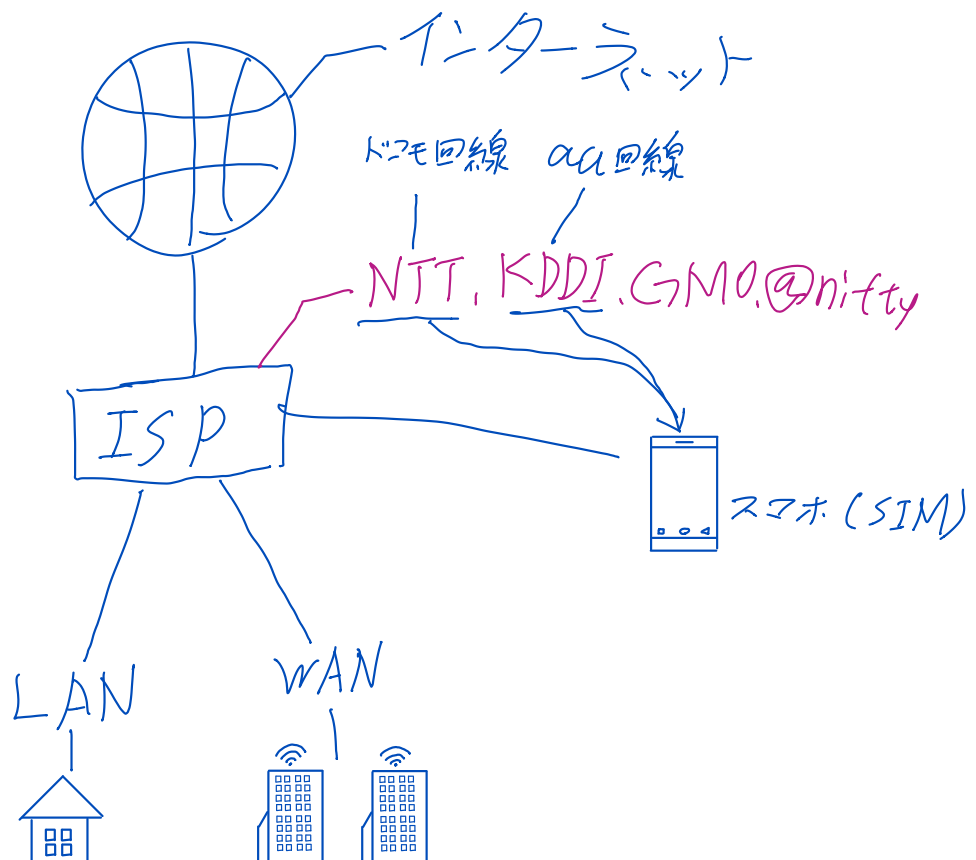 インターネット
ドコモ回線 au回線
NTT. KDDI. GMO. @nifty
ISP
スマホ (SIM)
LAN WAN